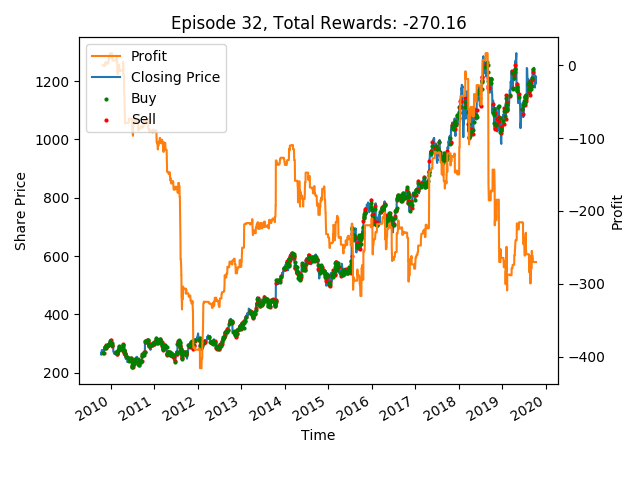 Episode 32, Total Rewards: -270.16
Profit
Closing Price
Buy
Sell
Share Price
1200
1000
800
600
400
200
0
−100
−200
−300
−400
Profit
2010
2011
2012
2013
2014
2015
2016
2017
2018
2019
2020
Time